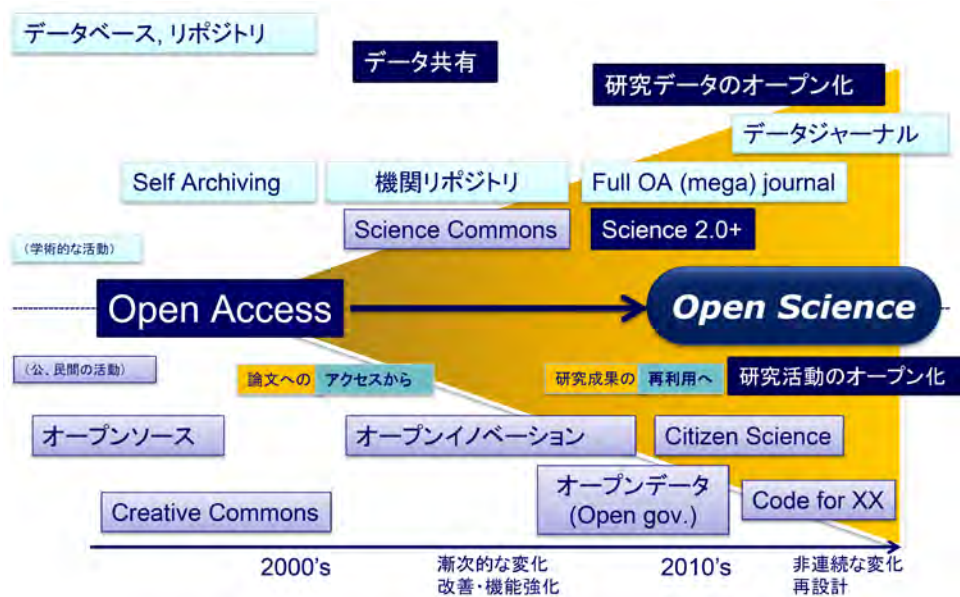 データベース, リポジトリ
データ共有
研究データのオープン化
データジャーナル
Self Archiving
機関リポジトリ
Full OA (mega) journal
Science Commons
Science 2.0+
(学術的な活動)
Open Access
Open Science
(公、民間の活動)
論文への アクセスから
研究成果の 再利用へ
研究活動のオープン化
オープンソース
オープンイノベーション
Citizen Science
オープンデータ
(Open gov.)
Creative Commons
Code for XX
2000's
漸次的な変化
改善・機能強化
2010's
非連続な変化
再設計